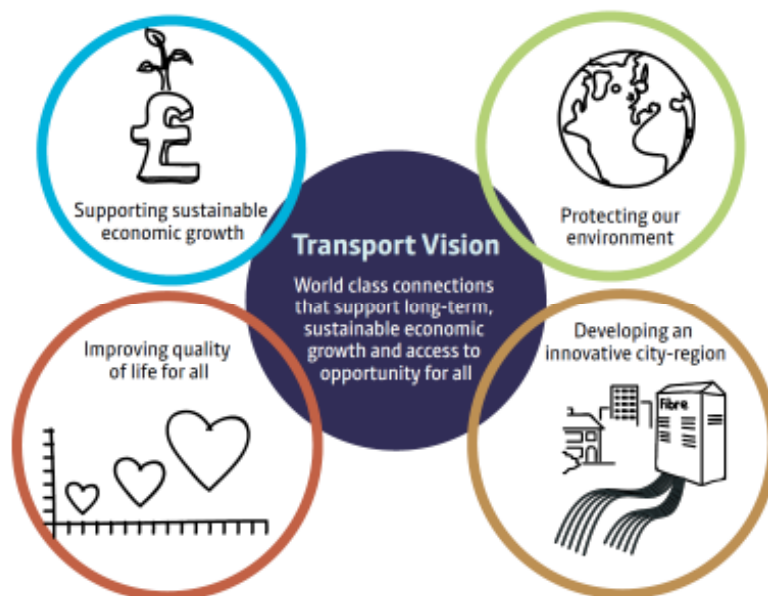 Supporting sustainable
economic growth
Protecting our
environment
Transport Vision
World class connections
that support long-term,
sustainable economic
growth and access to
opportunity for all
Improving quality
of life for all
Developing an
innovative city-region
Fibre
£